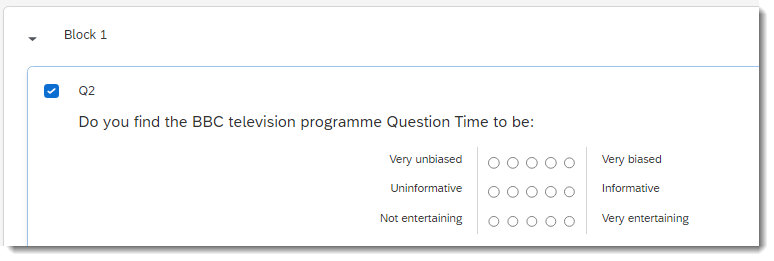 Block 1
Q2
Do you find the BBC television programme Question Time to be:
Very unbiased Very biased
Uninformative Informative
Not entertaining Very entertaining